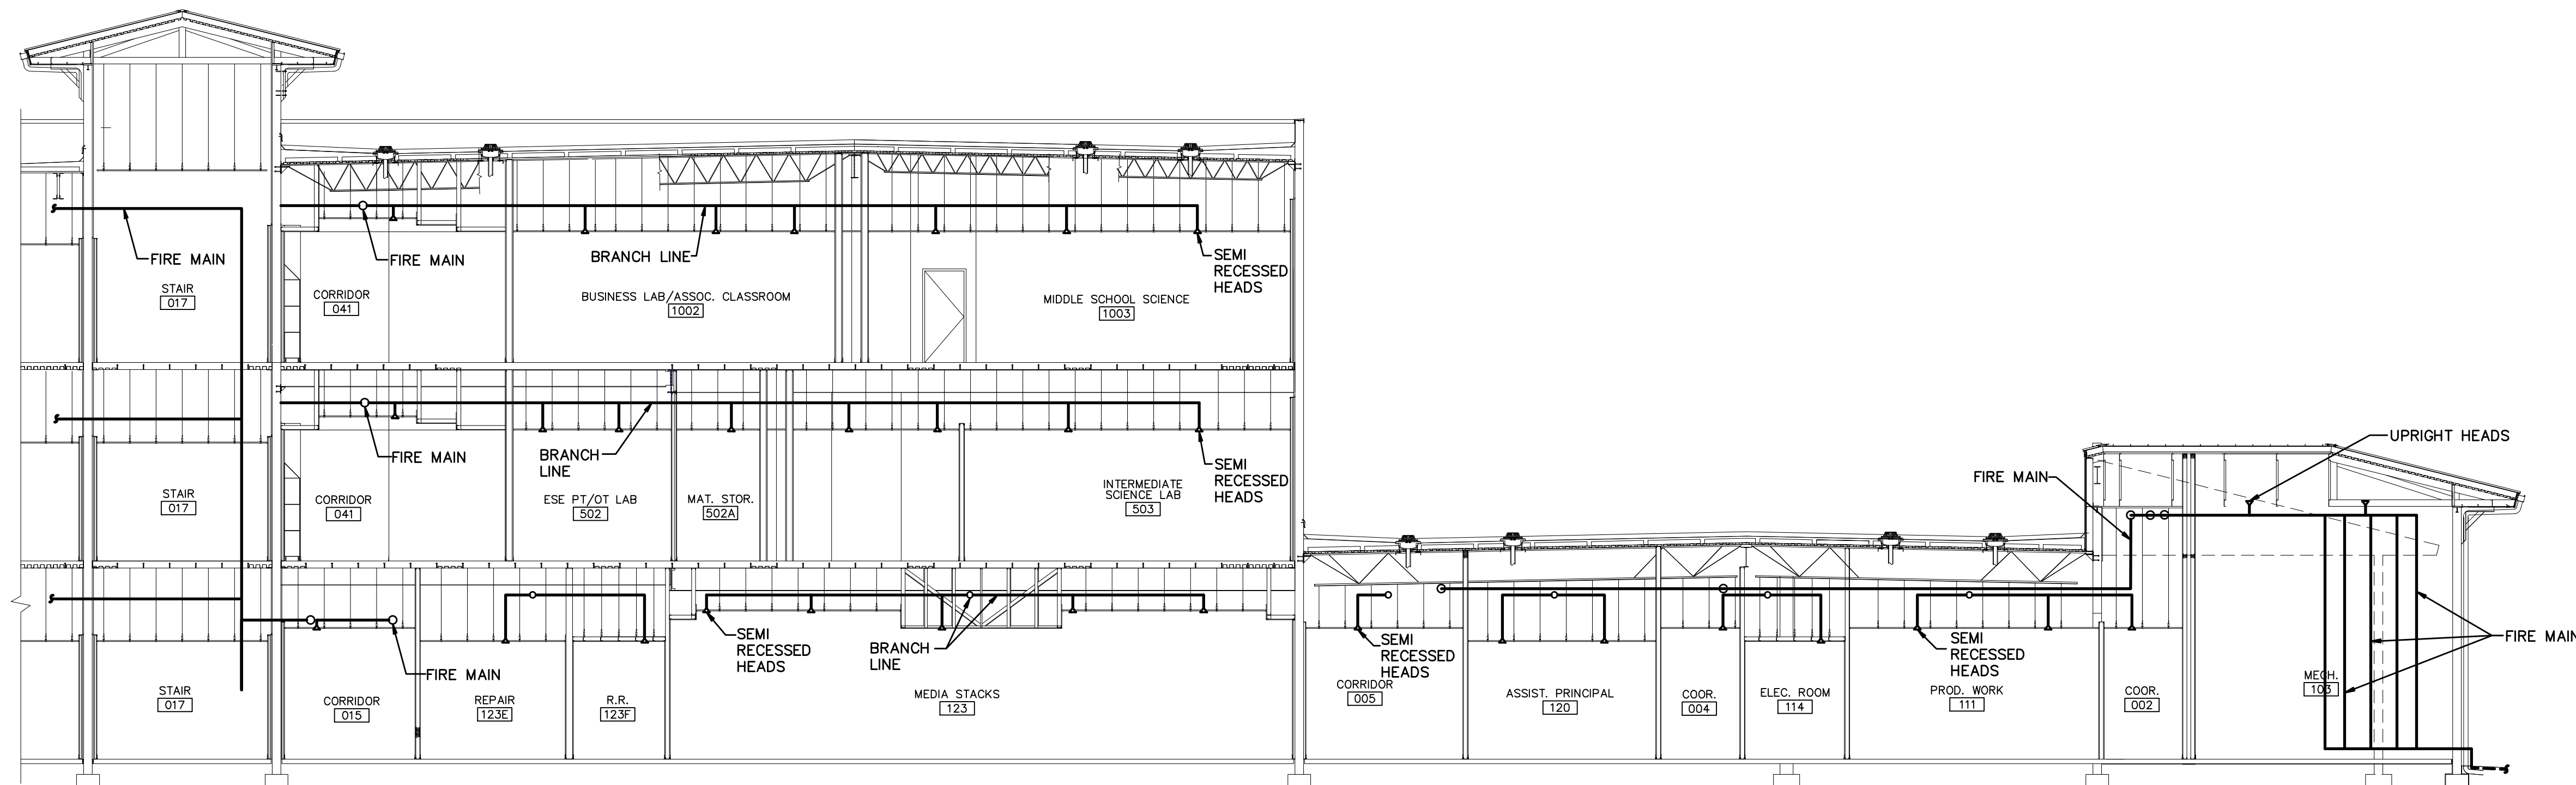 FIRE MAIN
STAIR
017
FIRE MAIN
CORRIDOR
041
BRANCH LINE
BUSINESS LAB/ASSOC. CLASSROOM
1002
MIDDLE SCHOOL SCIENCE
1003
SEMI
RECESSED
HEADS
STAIR
017
FIRE MAIN
CORRIDOR
041
BRANCH
LINE
ESE PT/OT LAB
502
MAT. STOR.
502A
INTERMEDIATE
SCIENCE LAB
503
SEMI
RECESSED
HEADS
STAIR
017
FIRE MAIN
CORRIDOR
015
REPAIR
123E
R.R.
123F
SEMI
RECESSED
HEADS
BRANCH
LINE
MEDIA STACKS
123
SEMI
RECESSED
HEADS
CORRIDOR
005
ASSIST. PRINCIPAL
120
COOR.
004
ELEC. ROOM
114
SEMI
RECESSED
HEADS
PROD. WORK
111
COOR.
002
FIRE MAIN
UPRIGHT HEADS
MECH.
103
FIRE MAIN